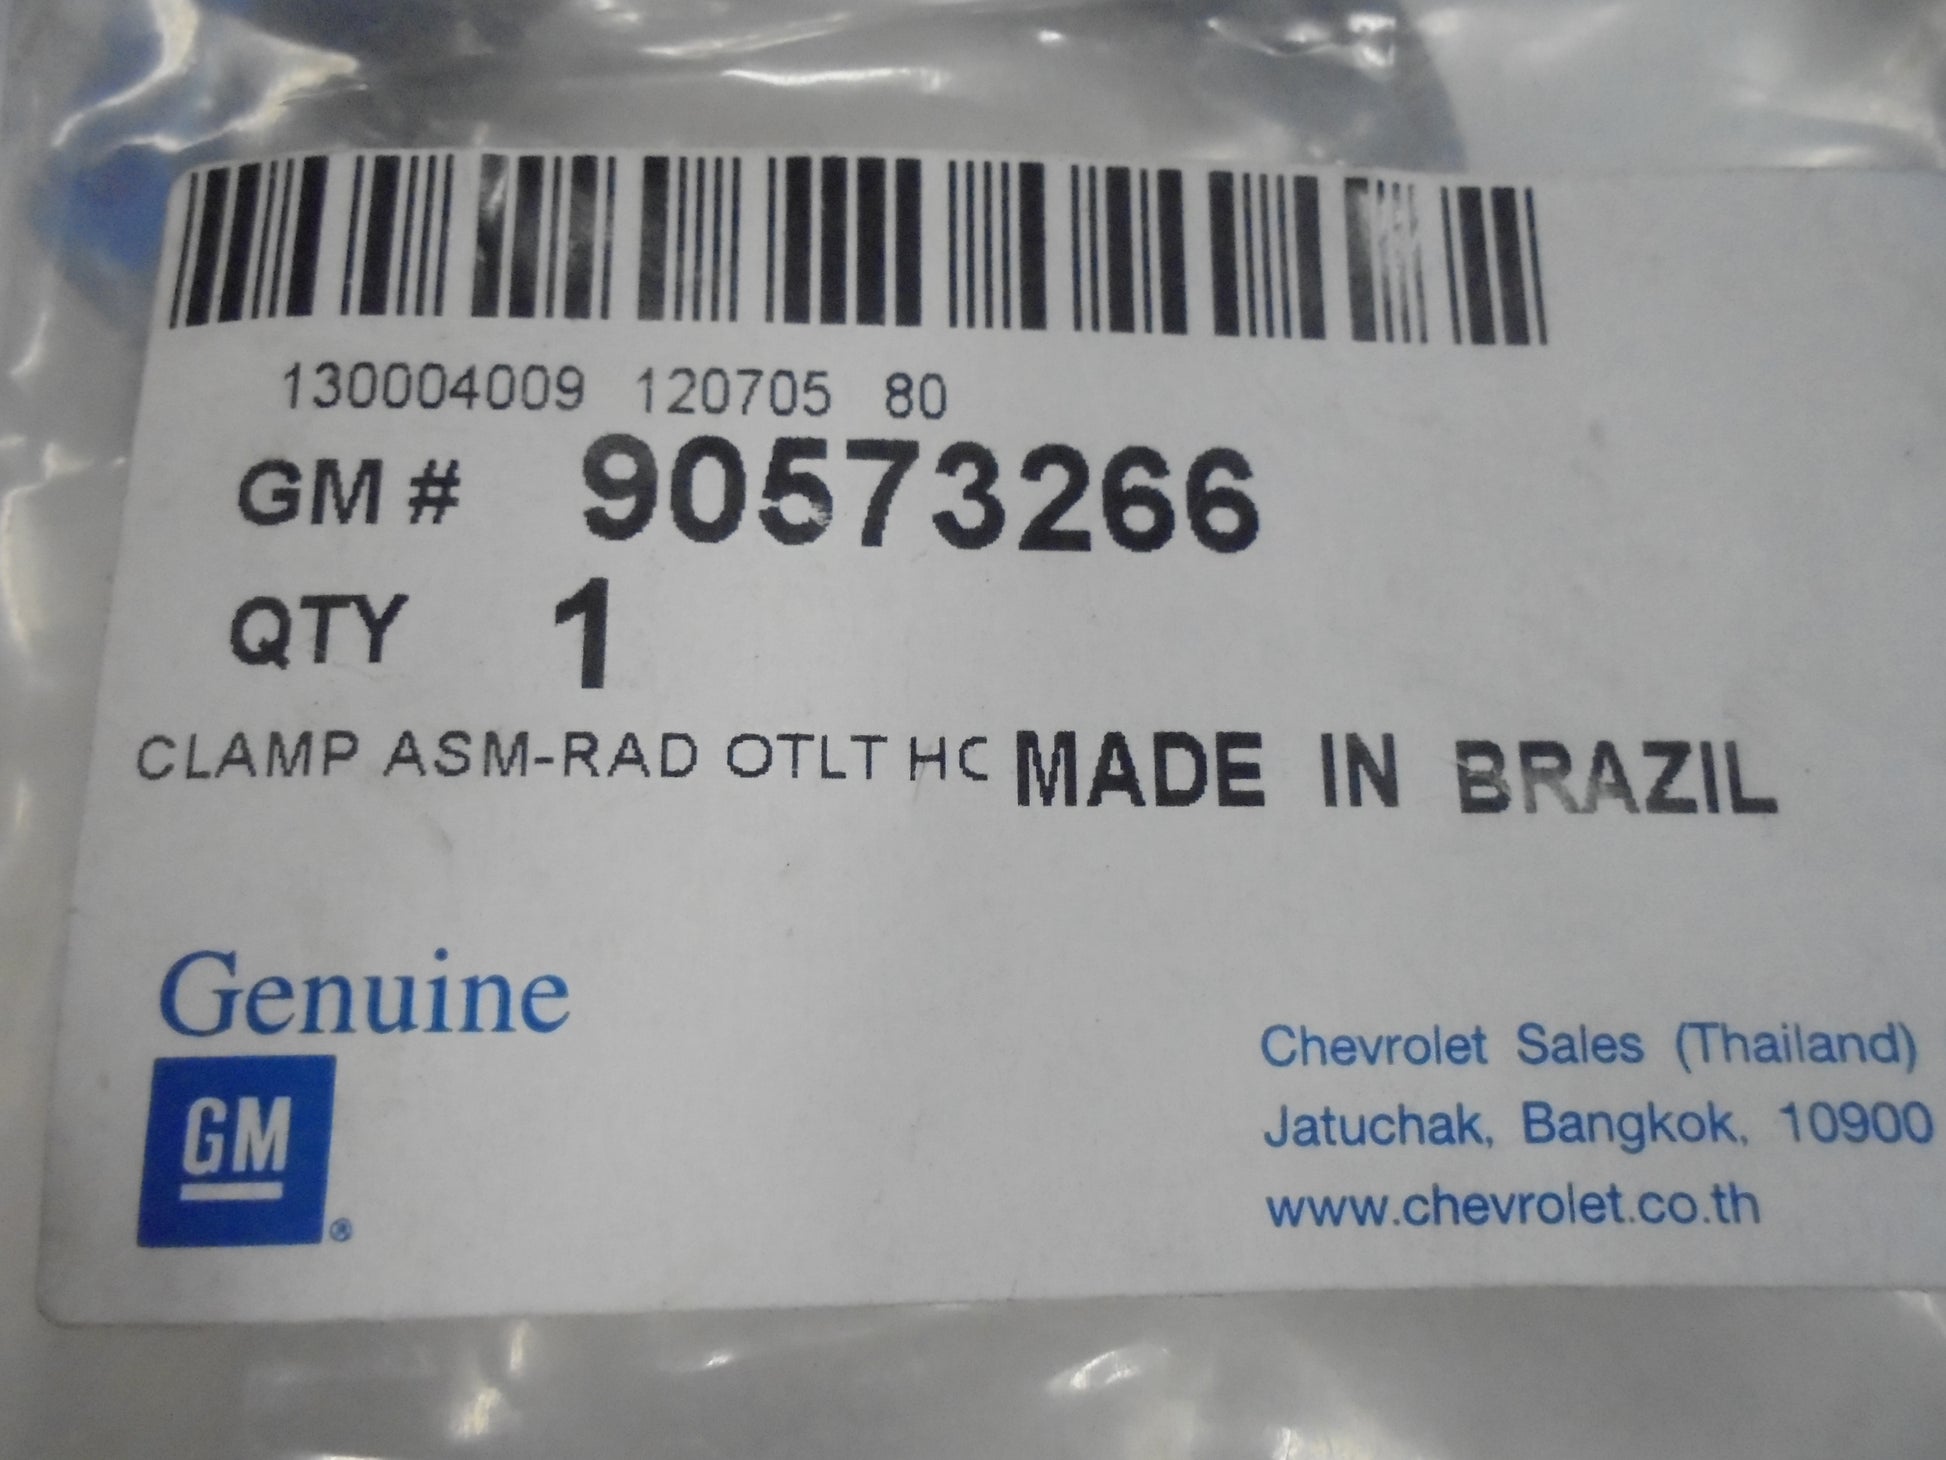 130004009 120705 80
GM # 90573266
QTY 1
CLAMP ASM-RAD OTLT HC MADE IN BRAZIL
Genuine
GM
®
Chevrolet Sales (Thailand)
Jatuchak, Bangkok, 10900
www.chevrolet.co.th